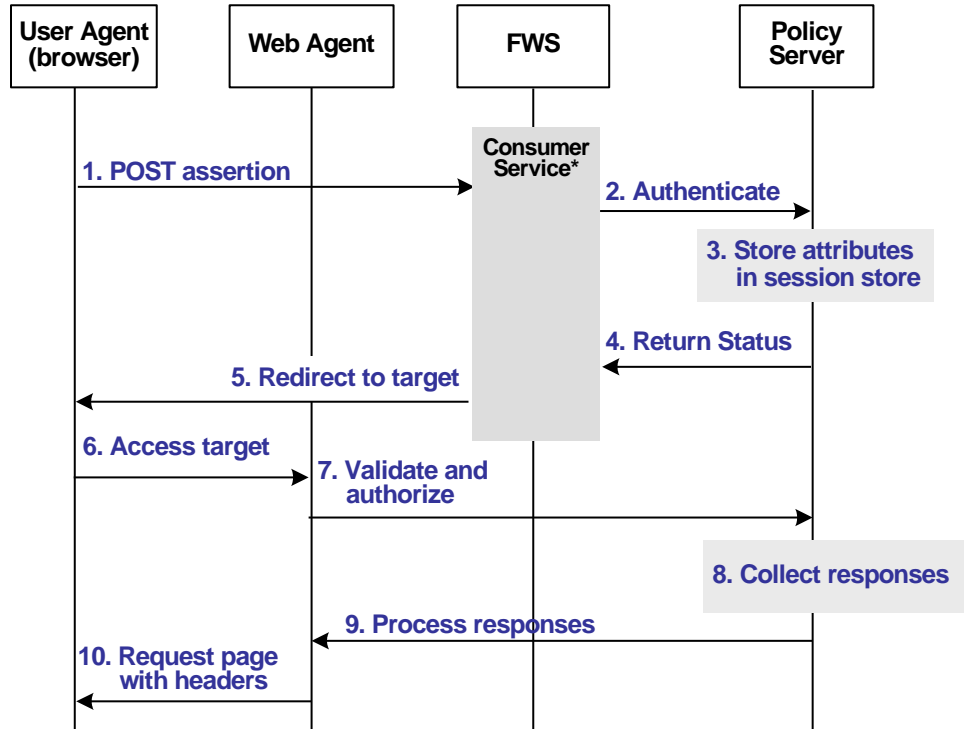 User Agent
(browser)
Web Agent
FWS
Policy
Server
Consumer
Service*
1. POST assertion
2. Authenticate
3. Store attributes
in session store
4. Return Status
5. Redirect to target
6. Access target
7. Validate and
authorize
8. Collect responses
9. Process responses
10. Request page
with headers